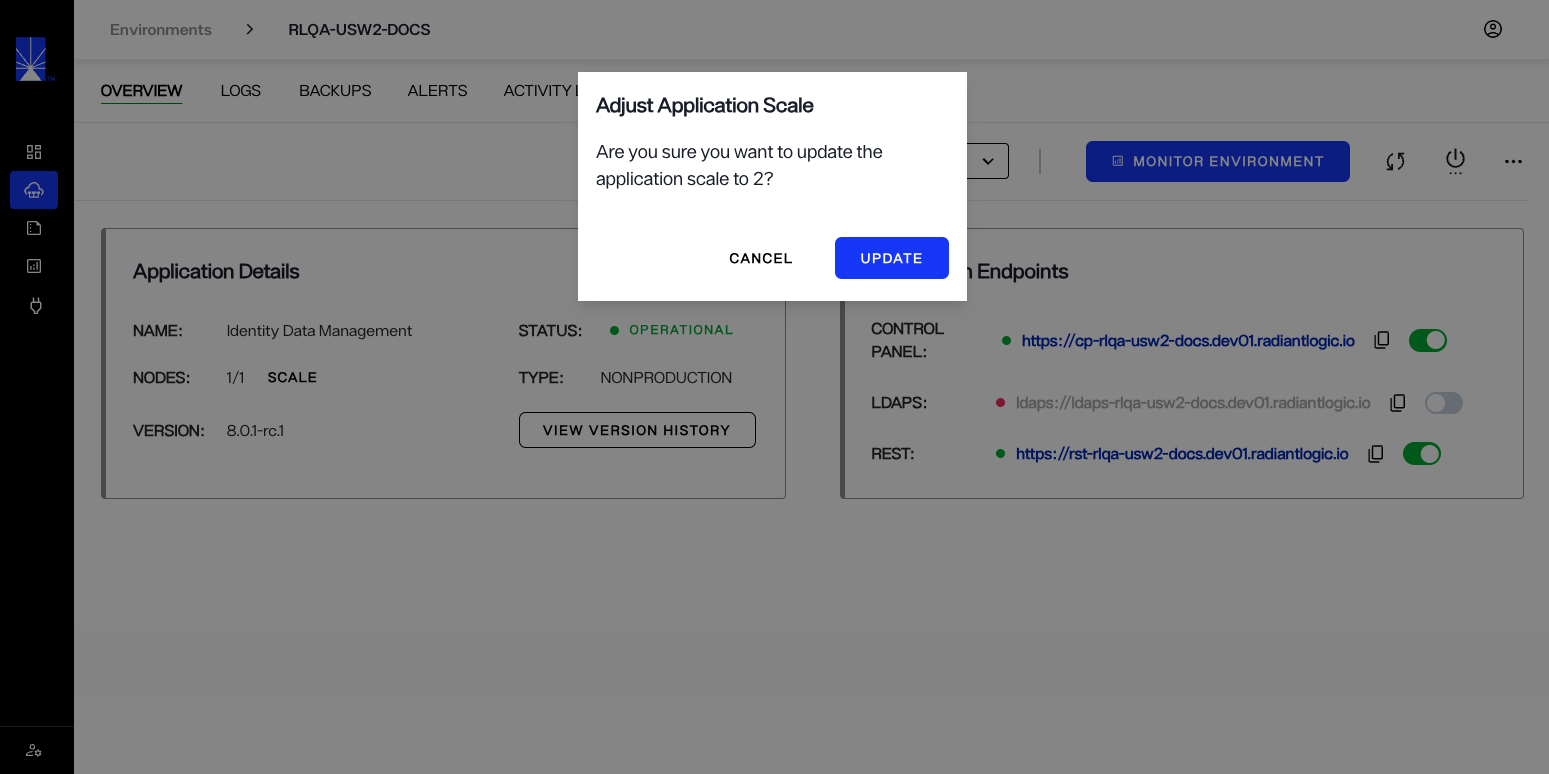 Environments > RLQA-USW2-DOCS
OVERVIEW LOGS BACKUPS ALERTS ACTIVITY
Adjust Application Scale
Are you sure you want to update the
application scale to 2?
CANCEL UPDATE
MONITOR ENVIRONMENT
Application Details
NAME: Identity Data Management
STATUS: OPERATIONAL
NODES: 1/1 SCALE
TYPE: NONPRODUCTION
VERSION: 8.0.1-rc.1
VIEW VERSION HISTORY
Endpoints
CONTROL
PANEL: https://cp-rlqa-usw2-docs.dev01.radiantlogic.io
LDAPS: ldaps://ldaps-rlqa-usw2-docs.dev01.radiantlogic.io
REST: https://rst-rlqa-usw2-docs.dev01.radiantlogic.io